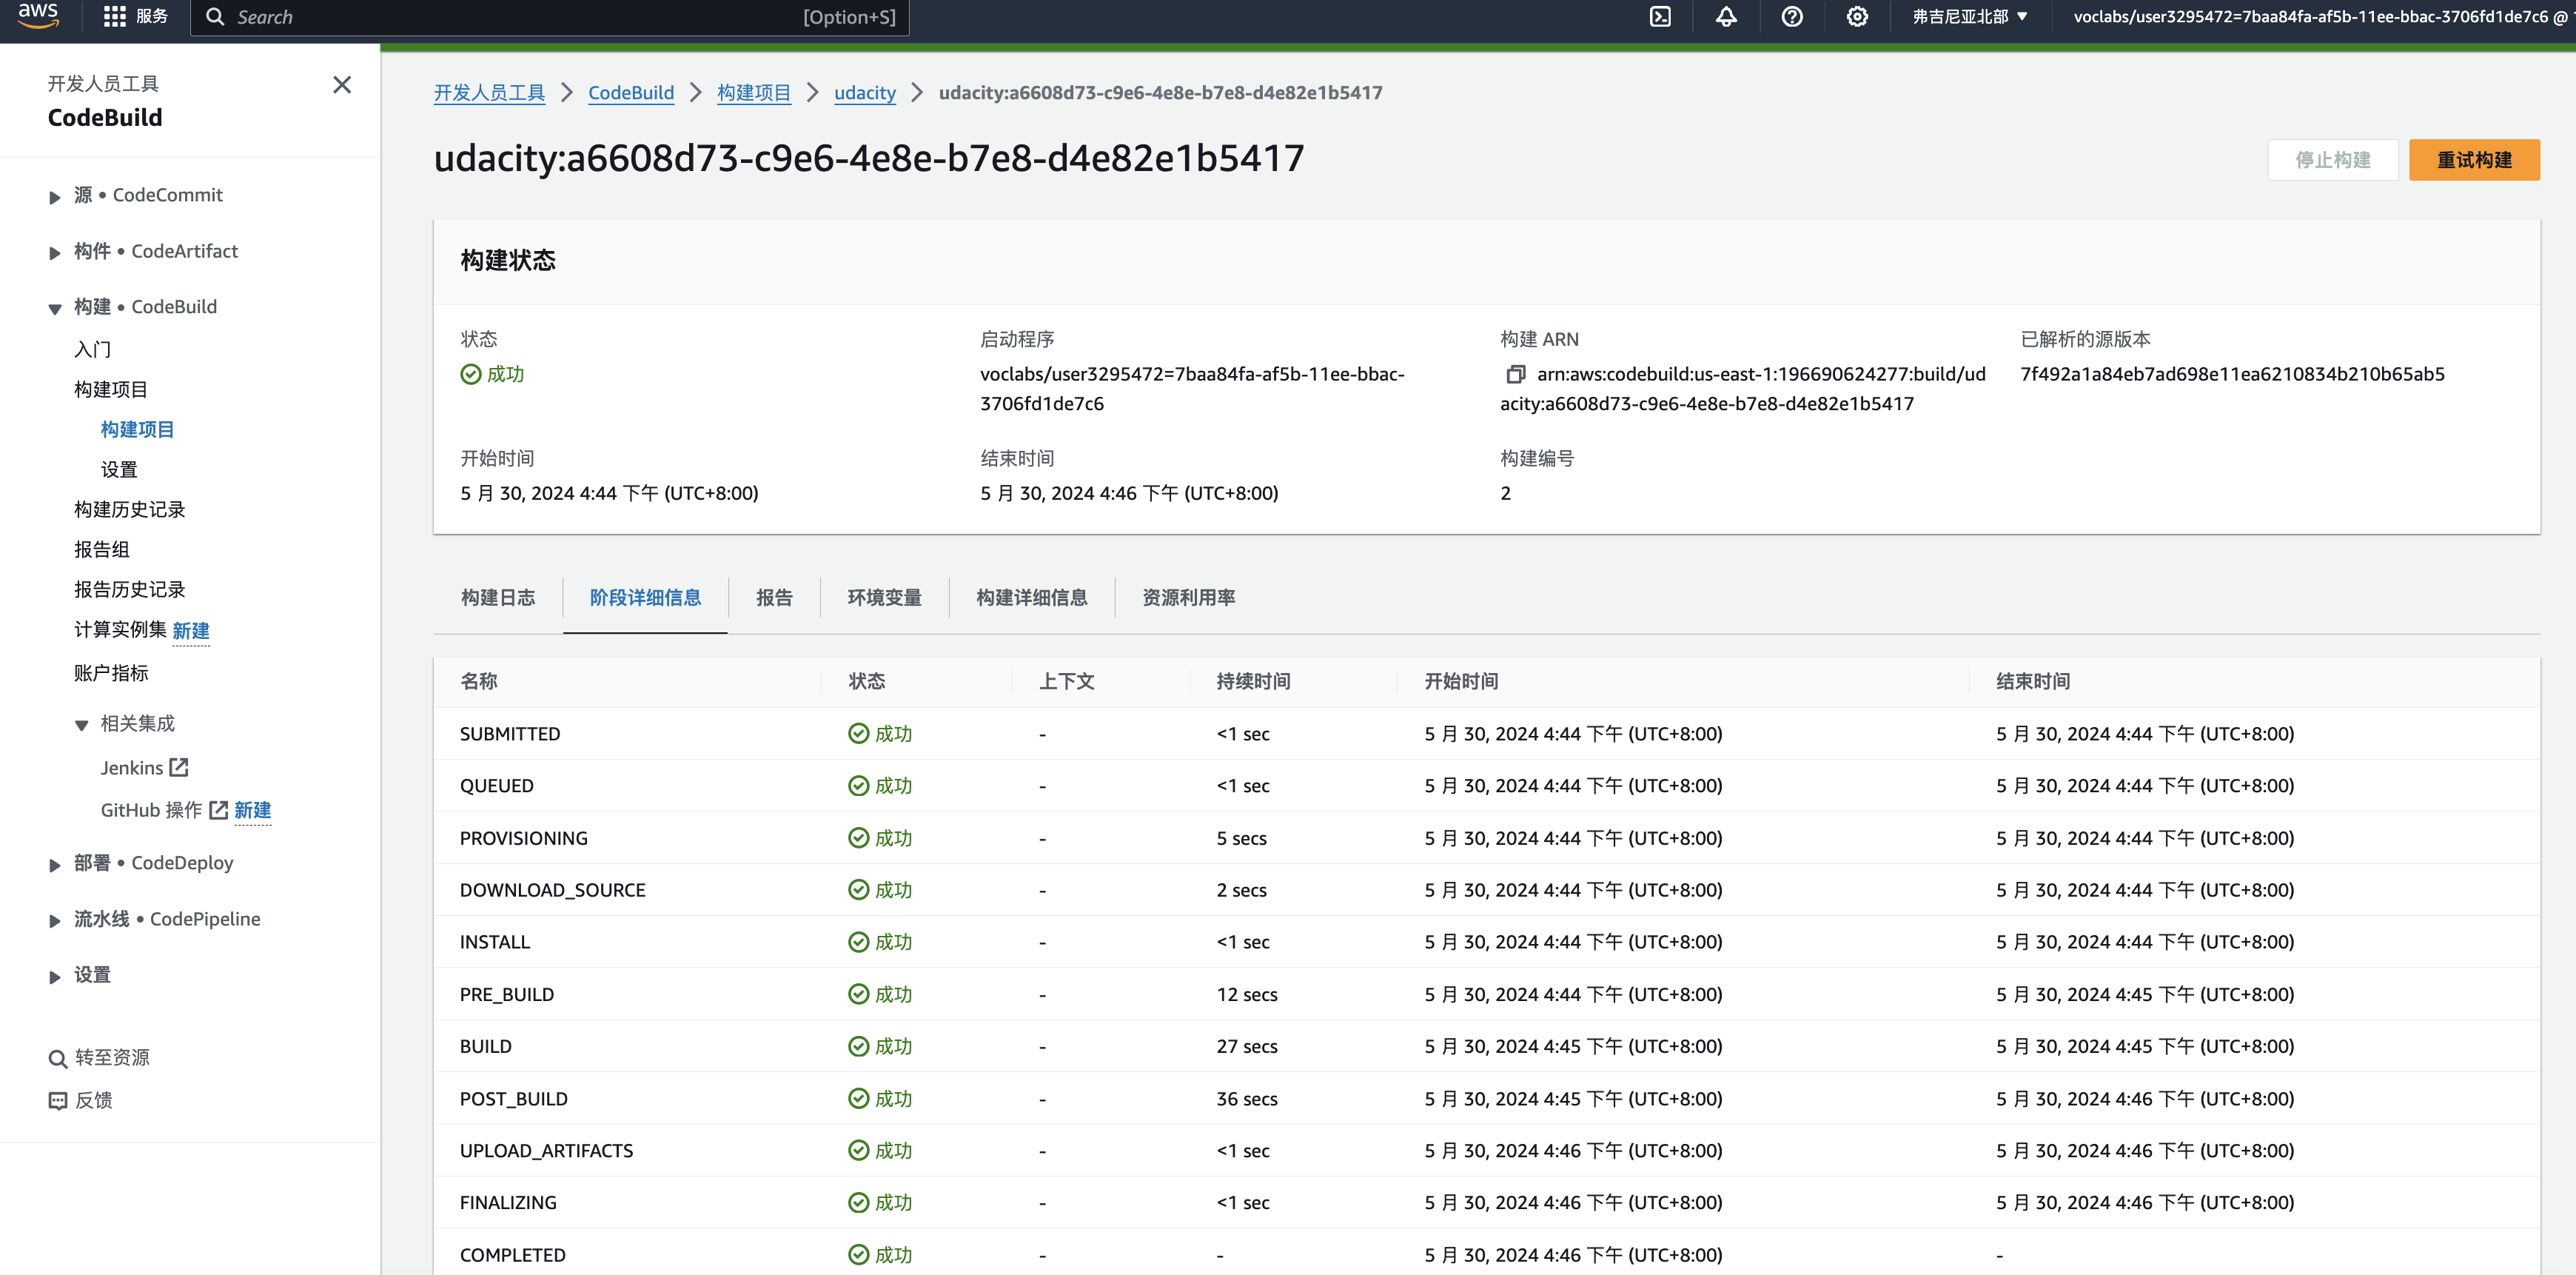 aws
服务
Search
[Option+S]
弗吉尼亚北部 ▼
voclabs/user3295472=7baa84fa-af5b-11ee-bbac-3706fd1de7c6 @
开发人员工具
CodeBuild
源 • CodeCommit
构件 • CodeArtifact
构建 • CodeBuild
入门
构建项目
构建项目
设置
构建历史记录
报告组
报告历史记录
计算实例集 新建
账户指标
相关集成
Jenkins
GitHub 操作 新建
部署 • CodeDeploy
流水线 • CodePipeline
设置
转至资源
反馈
开发人员工具 > CodeBuild > 构建项目 > udacity > udacity:a6608d73-c9e6-4e8e-b7e8-d4e82e1b5417
udacity:a6608d73-c9e6-4e8e-b7e8-d4e82e1b5417
停止构建
重试构建
构建状态
状态
成功
启动程序
voclabs/user3295472=7baa84fa-af5b-11ee-bbac-
3706fd1de7c6
构建 ARN
arn:aws:codebuild:us-east-1:196690624277:build/ud
acity:a6608d73-c9e6-4e8e-b7e8-d4e82e1b5417
已解析的源版本
7f492a1a84eb7ad698e11ea6210834b210b65ab5
开始时间
5 月 30, 2024 4:44 下午 (UTC+8:00)
结束时间
5 月 30, 2024 4:46 下午 (UTC+8:00)
构建编号
2
构建日志 阶段详细信息 报告 环境变量 构建详细信息 资源利用率
名称 状态 上下文 持续时间 开始时间 结束时间
SUBMITTED 成功 - <1 sec 5 月 30, 2024 4:44 下午 (UTC+8:00) 5 月 30, 2024 4:44 下午 (UTC+8:00)
QUEUED 成功 - <1 sec 5 月 30, 2024 4:44 下午 (UTC+8:00) 5 月 30, 2024 4:44 下午 (UTC+8:00)
PROVISIONING 成功 - 5 secs 5 月 30, 2024 4:44 下午 (UTC+8:00) 5 月 30, 2024 4:44 下午 (UTC+8:00)
DOWNLOAD_SOURCE 成功 - 2 secs 5 月 30, 2024 4:44 下午 (UTC+8:00) 5 月 30, 2024 4:44 下午 (UTC+8:00)
INSTALL 成功 - <1 sec 5 月 30, 2024 4:44 下午 (UTC+8:00) 5 月 30, 2024 4:44 下午 (UTC+8:00)
PRE_BUILD 成功 - 12 secs 5 月 30, 2024 4:44 下午 (UTC+8:00) 5 月 30, 2024 4:45 下午 (UTC+8:00)
BUILD 成功 - 27 secs 5 月 30, 2024 4:45 下午 (UTC+8:00) 5 月 30, 2024 4:45 下午 (UTC+8:00)
POST_BUILD 成功 - 36 secs 5 月 30, 2024 4:45 下午 (UTC+8:00) 5 月 30, 2024 4:46 下午 (UTC+8:00)
UPLOAD_ARTIFACTS 成功 - <1 sec 5 月 30, 2024 4:46 下午 (UTC+8:00) 5 月 30, 2024 4:46 下午 (UTC+8:00)
FINALIZING 成功 - <1 sec 5 月 30, 2024 4:46 下午 (UTC+8:00) 5 月 30, 2024 4:46 下午 (UTC+8:00)
COMPLETED 成功 - - 5 月 30, 2024 4:46 下午 (UTC+8:00) -